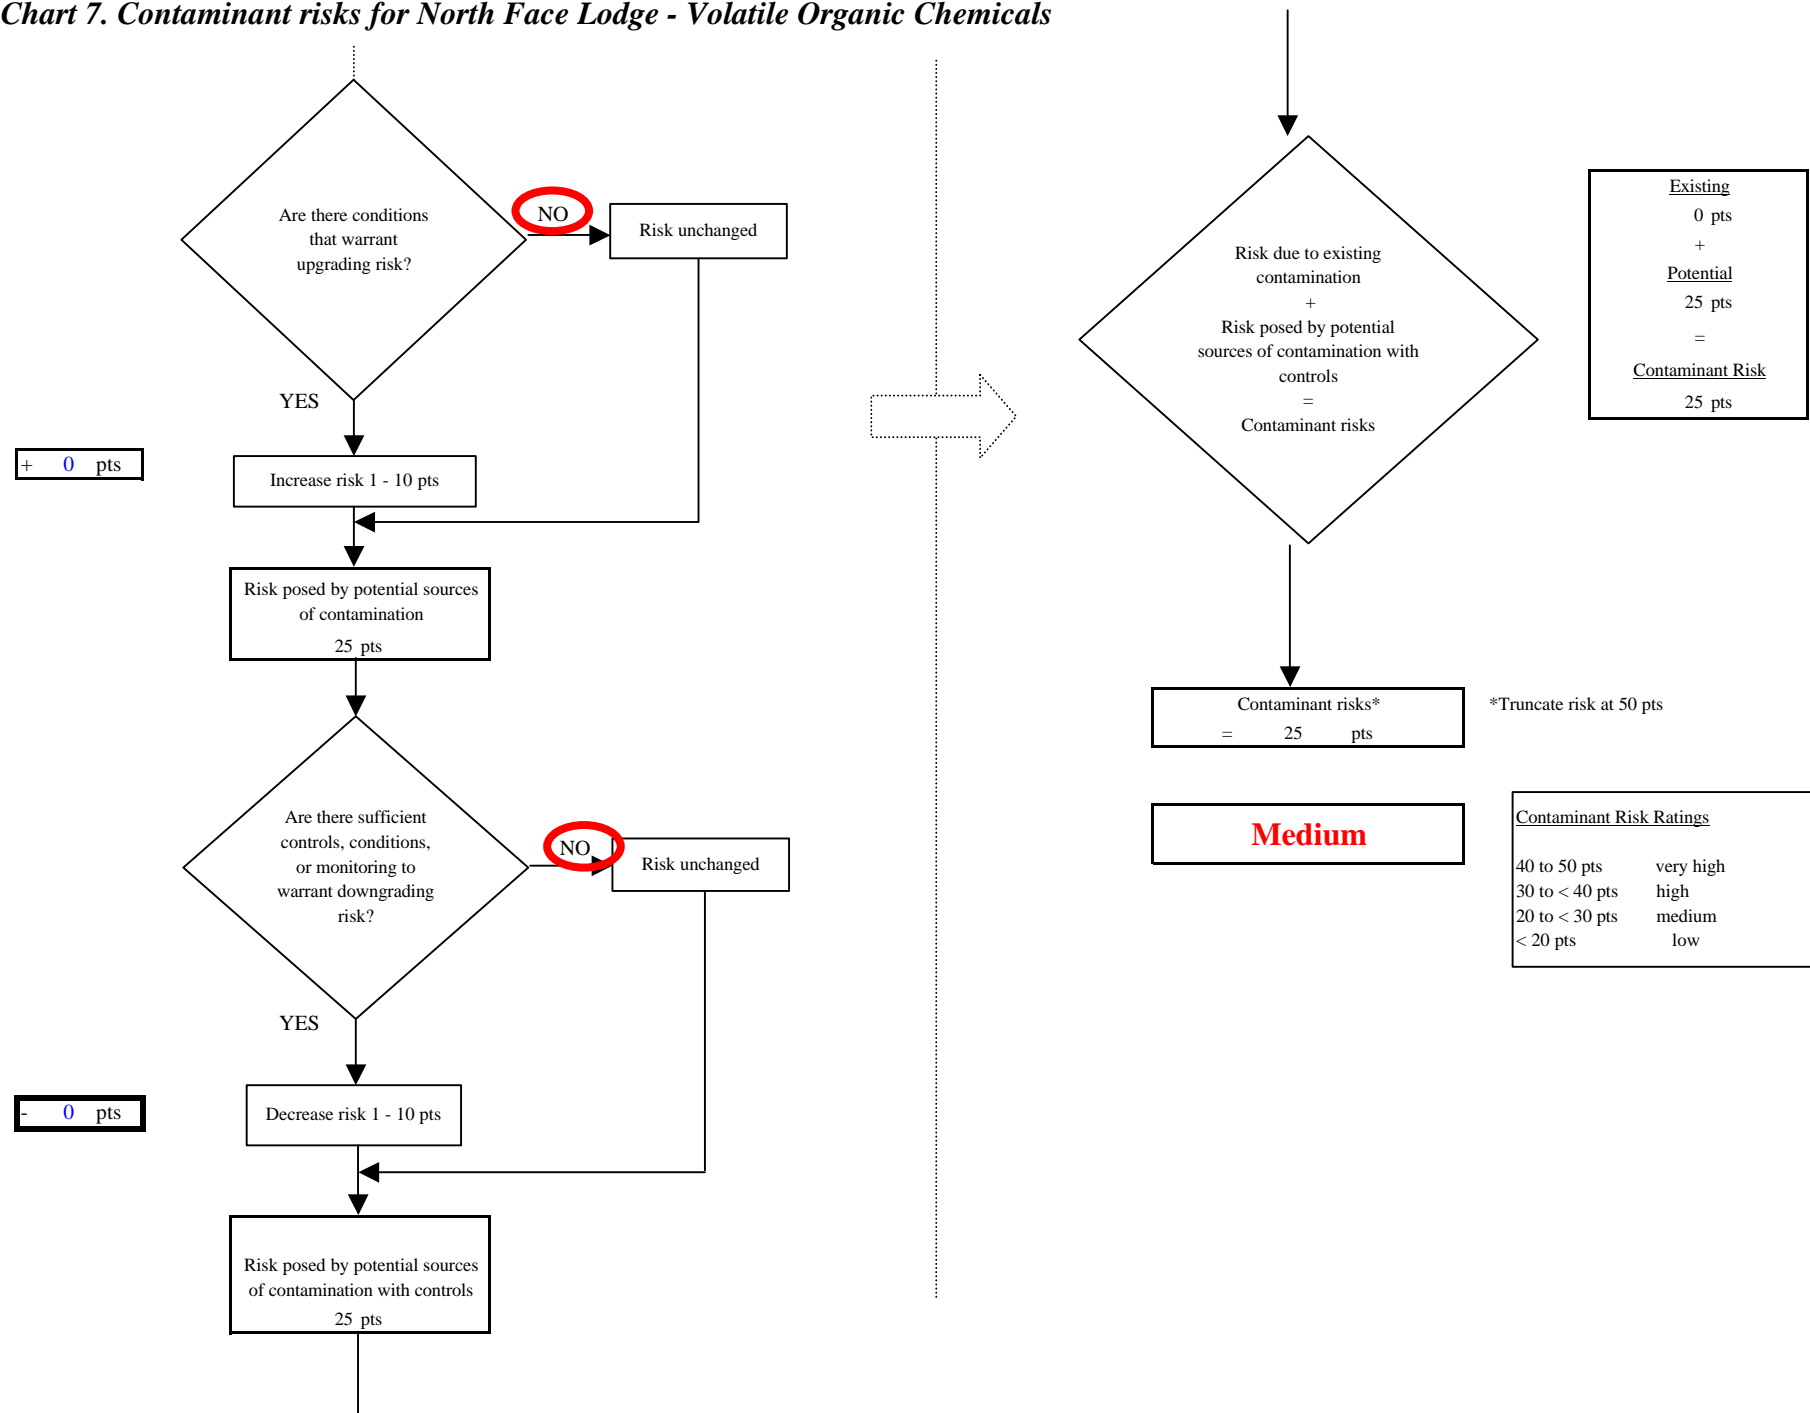 Chart 7. Contaminant risks for North Face Lodge - Volatile Organic Chemicals
Are there conditions
that warrant
upgrading risk?
NO
Risk unchanged
YES
+ 0 pts
Increase risk 1 - 10 pts
Risk posed by potential sources
of contamination
25 pts
Are there sufficient
controls, conditions,
or monitoring to
warrant downgrading
risk?
NO
Risk unchanged
YES
- 0 pts
Decrease risk 1 - 10 pts
Risk posed by potential sources
of contamination with controls
25 pts
Risk due to existing
contamination
+
Risk posed by potential
sources of contamination with
controls
=
Contaminant risks
Existing
0 pts
+
Potential
25 pts
=
Contaminant Risk
25 pts
Contaminant risks*
= 25 pts
*Truncate risk at 50 pts
Medium
Contaminant Risk Ratings
40 to 50 pts very high
30 to < 40 pts high
20 to < 30 pts medium
< 20 pts low